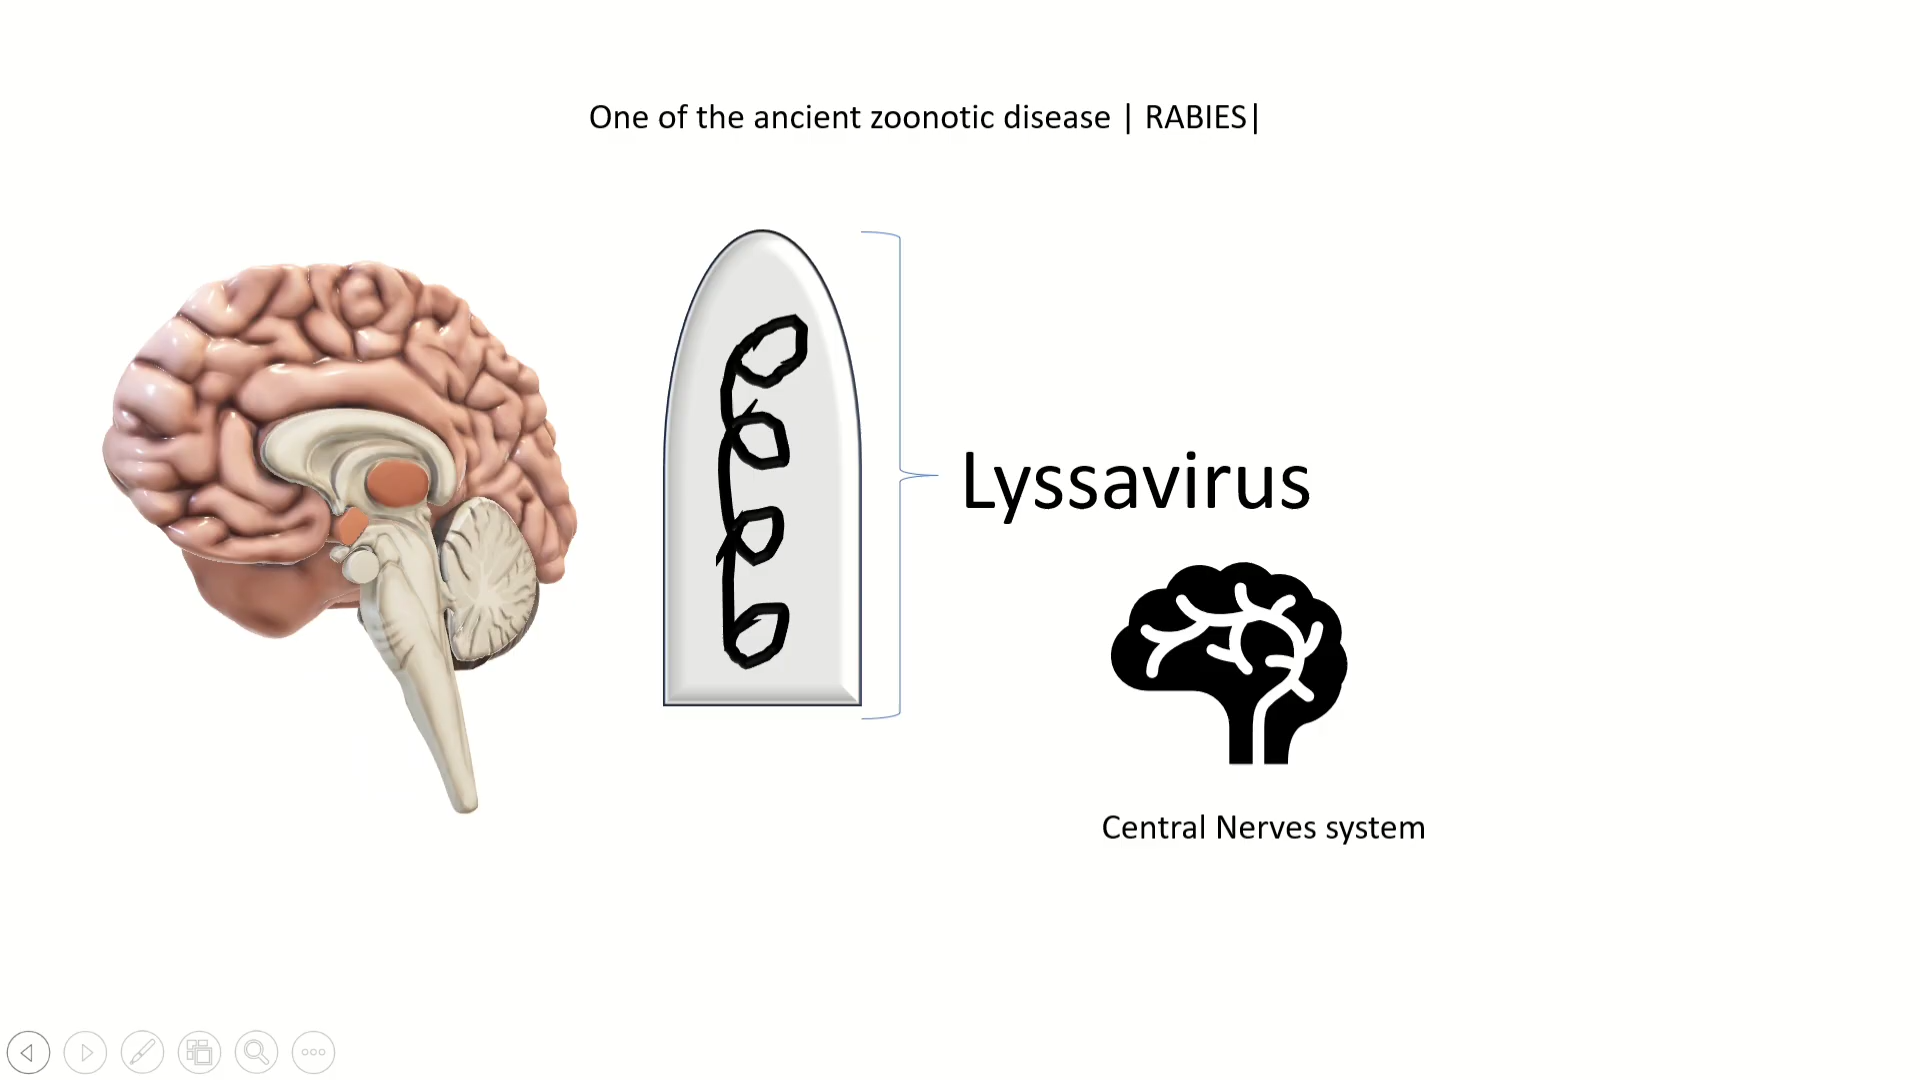 One of the ancient zoonotic disease | RABIES|
Lyssavirus
Central Nerves system